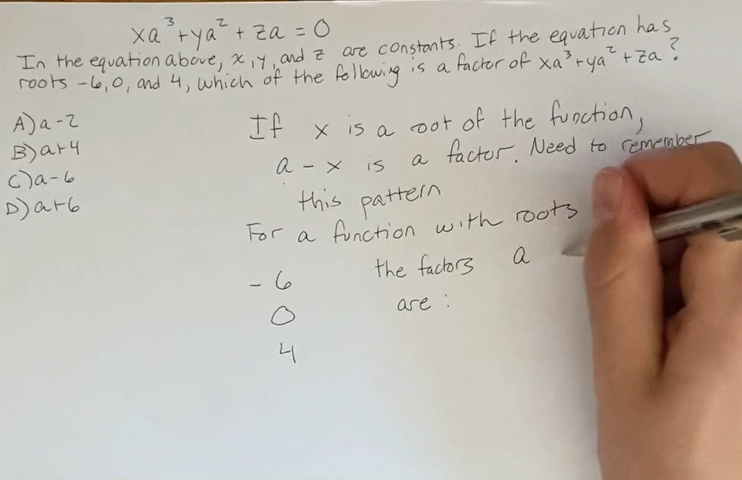 xa³+ya²+za = 0
In the equation above, x, y, and z are constants. If the equation has
roots -6, 0, and 4, which of the following is a factor of xa³+ya²+za?
A) a-2
B) a+4
C) a-6
D) a+6
If x is a root of the function,
a - x is a factor. Need to remember
this pattern
For a function with roots
-6
0
4
the factors
are:
a